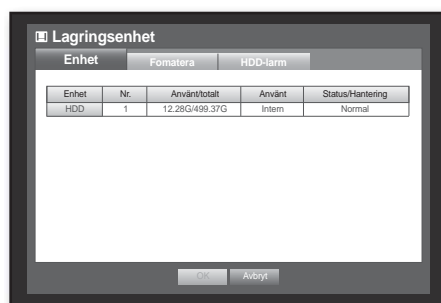 Lagringsenhet
Enhet Fomatera HDD-larm
Enhet Nr. Använt/totalt Använt Status/Hantering
HDD 1 12.28G/499.37G Intern Normal
OK Avbryt